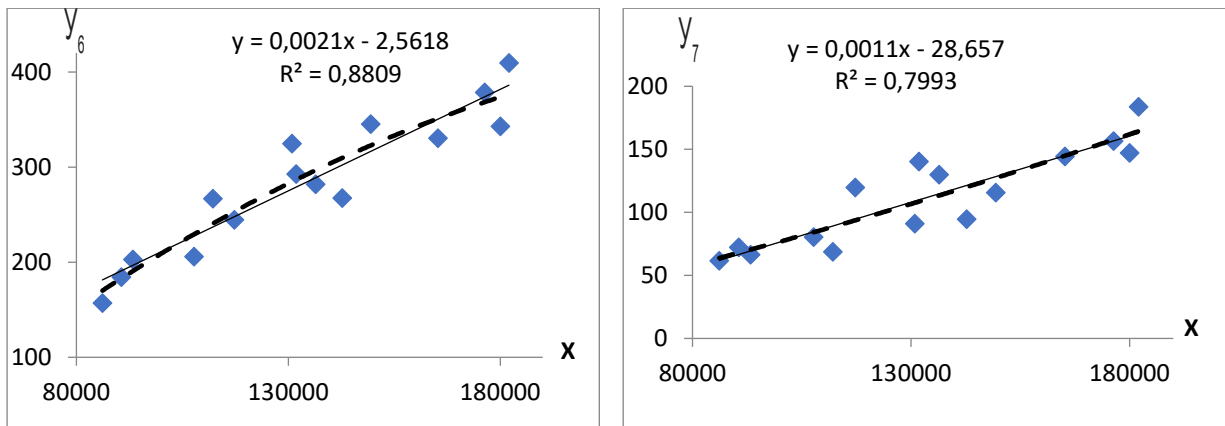 y6
y = 0,0021x - 2,5618
R² = 0,8809
400
300
200
100
x
80000 130000 180000
y7
y = 0,0011x - 28,657
R² = 0,7993
200
150
100
50
0
x
80000 130000 180000